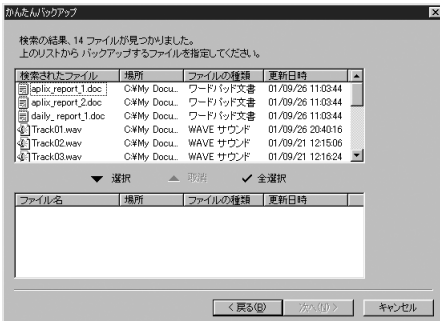 かんたんバックアップ
検索の結果、14 ファイルが見つかりました。
上のリストから バックアップするファイルを指定してください。
検索されたファイル 場所 ファイルの種類 更新日時
aplix_report_1.doc C:¥My Docu... ワードパッド文書 01/09/26 11:03:44
aplix_report_2.doc C:¥My Docu... ワードパッド文書 01/09/26 11:03:44
daily_report_1.doc C:¥My Docu... ワードパッド文書 01/09/26 11:03:44
Track01.wav C:¥My Docu... WAVE サウンド 01/09/26 20:40:16
Track02.wav C:¥My Docu... WAVE サウンド 01/09/21 12:15:06
Track03.wav C:¥My Docu... WAVE サウンド 01/09/21 12:16:24
選択 取消 全選択
ファイル名 場所 ファイルの種類 更新日時
< 戻る(B) 次へ(N) > キャンセル